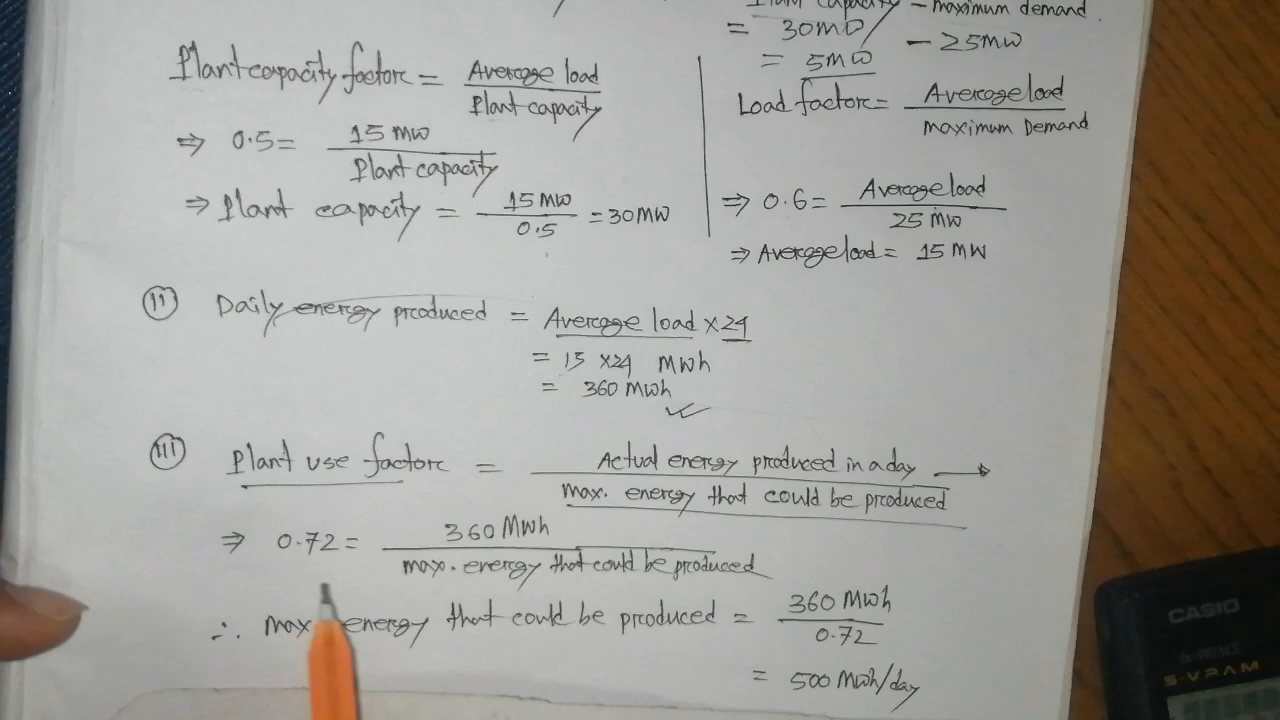 Plant capacity - maximum demand.
= 30MW - 25MW
= 5MW
Plant capacity factor = Average load / Plant capacity
⇒ 0.5 = 15 MW / Plant capacity
⇒ Plant capacity = 15MW / 0.5 = 30MW
Load factor = Average load / maximum Demand
⇒ 0.6 = Average load / 25 MW
⇒ Average load = 15 MW
(ii) Daily energy produced = Average load × 24
= 15 × 24 MWh
= 360 MWh
(iii) Plant use factor = Actual energy produced in a day / max. energy that could be produced →
⇒ 0.72 = 360 MWh / max. energy that could be produced
∴ max energy that could be produced = 360 MWh / 0.72
= 500 MWh/day
CASIO
S-V.P.A.M.